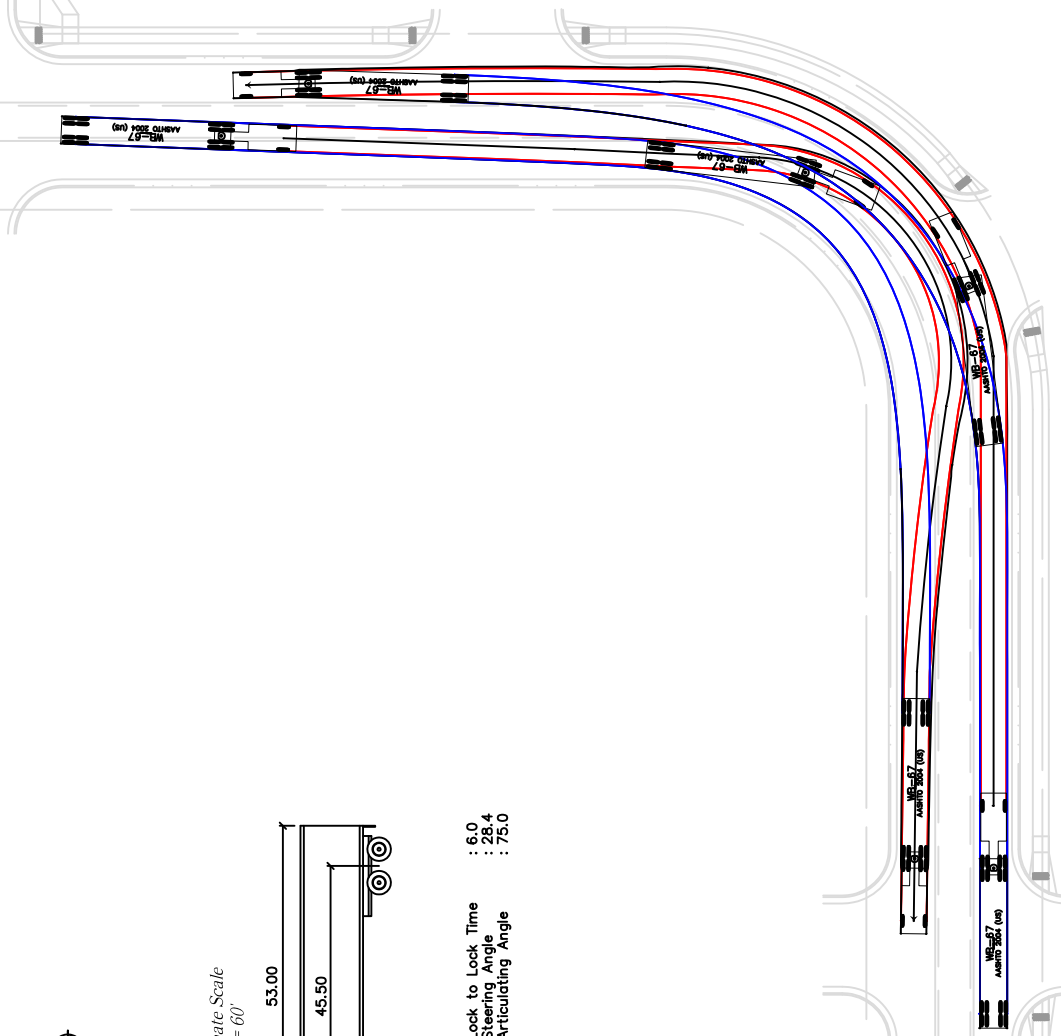 WB-67
AASHTO 2004 (US)
WB-67
AASHTO 2004 (US)
WB-67
AASHTO 2004 (US)
WB-67
AASHTO 2004 (US)
WB-67
AASHTO 2004 (US)
WB-67
AASHTO 2004 (US)
53.00
45.50
ate Scale
= 60'
ock to Lock Time : 6.0
Steering Angle : 28.4
Articulating Angle : 75.0